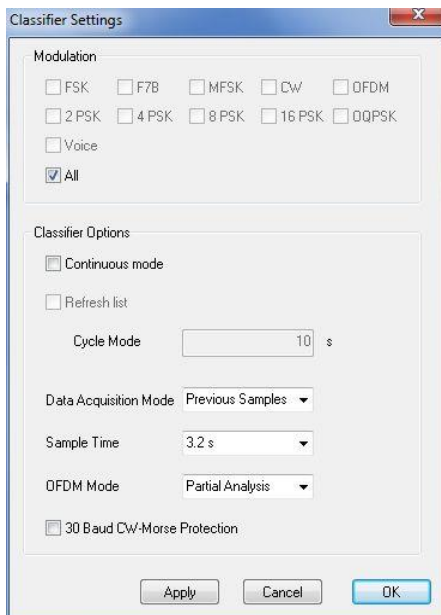 Classifier Settings
Modulation
FSK F7B MFSK CW OFDM
2 PSK 4 PSK 8 PSK 16 PSK OQPSK
Voice
All
Classifier Options
Continuous mode
Refresh list
Cycle Mode 10 s
Data Acquisition Mode Previous Samples
Sample Time 3.2 s
OFDM Mode Partial Analysis
30 Baud CW-Morse Protection
Apply Cancel OK